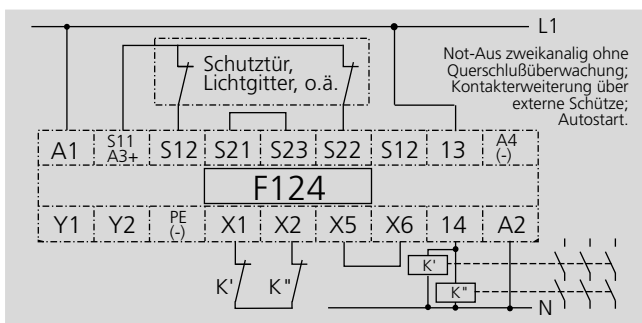 L1
Schutztür,
Lichtgitter, o.ä.
Not-Aus zweikanalig ohne
Querschlußüberwachung;
Kontakterweiterung über
externe Schütze;
Autostart.
A1 S11 A3+ S12 S21 S23 S22 S12 13 A4 (-)
F124
Y1 Y2 PE (-) X1 X2 X5 X6 14 A2
K' K"
K'
K"
N